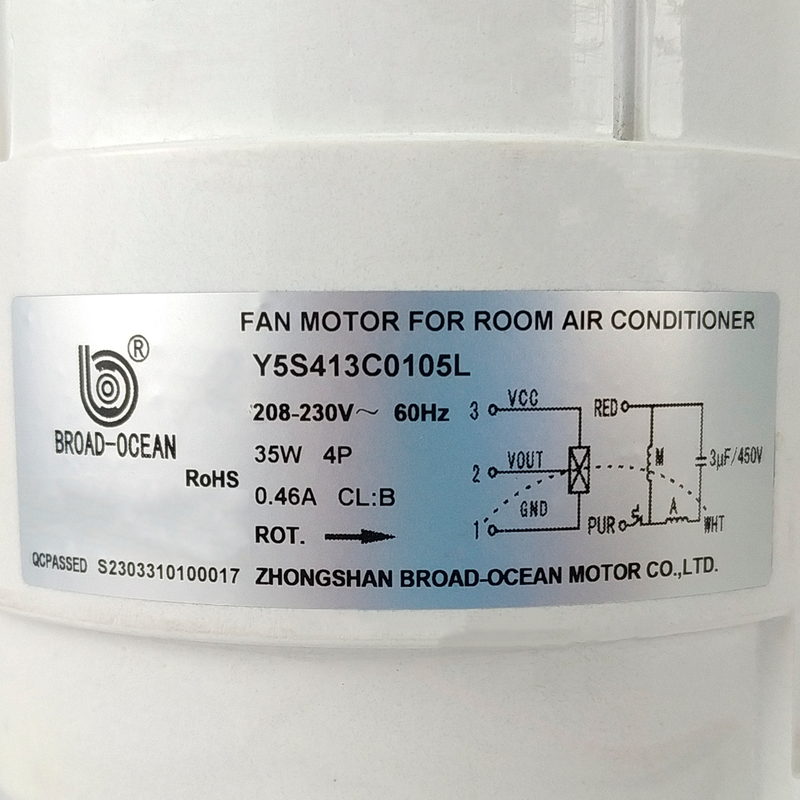 FAN MOTOR FOR ROOM AIR CONDITIONER
®
BROAD-OCEAN
RoHS
Y5S413C0105L
208-230V～ 60Hz
35W 4P
0.46A CL:B
ROT.
3 VCC
2 VOUT
1 GND
RED
M
3μF/450V
PUR
A
WHT
QCPASSED S2303310100017 ZHONGSHAN BROAD-OCEAN MOTOR CO.,LTD.